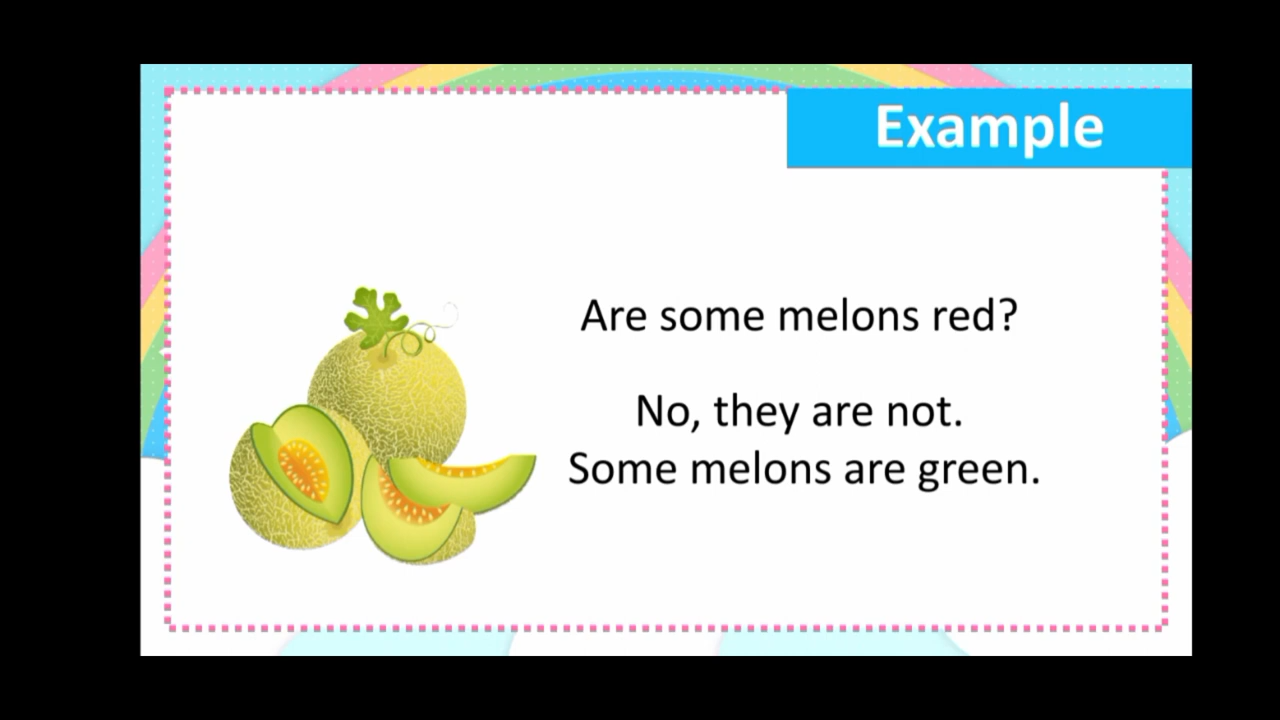 Example
Are some melons red?
No, they are not.
Some melons are green.